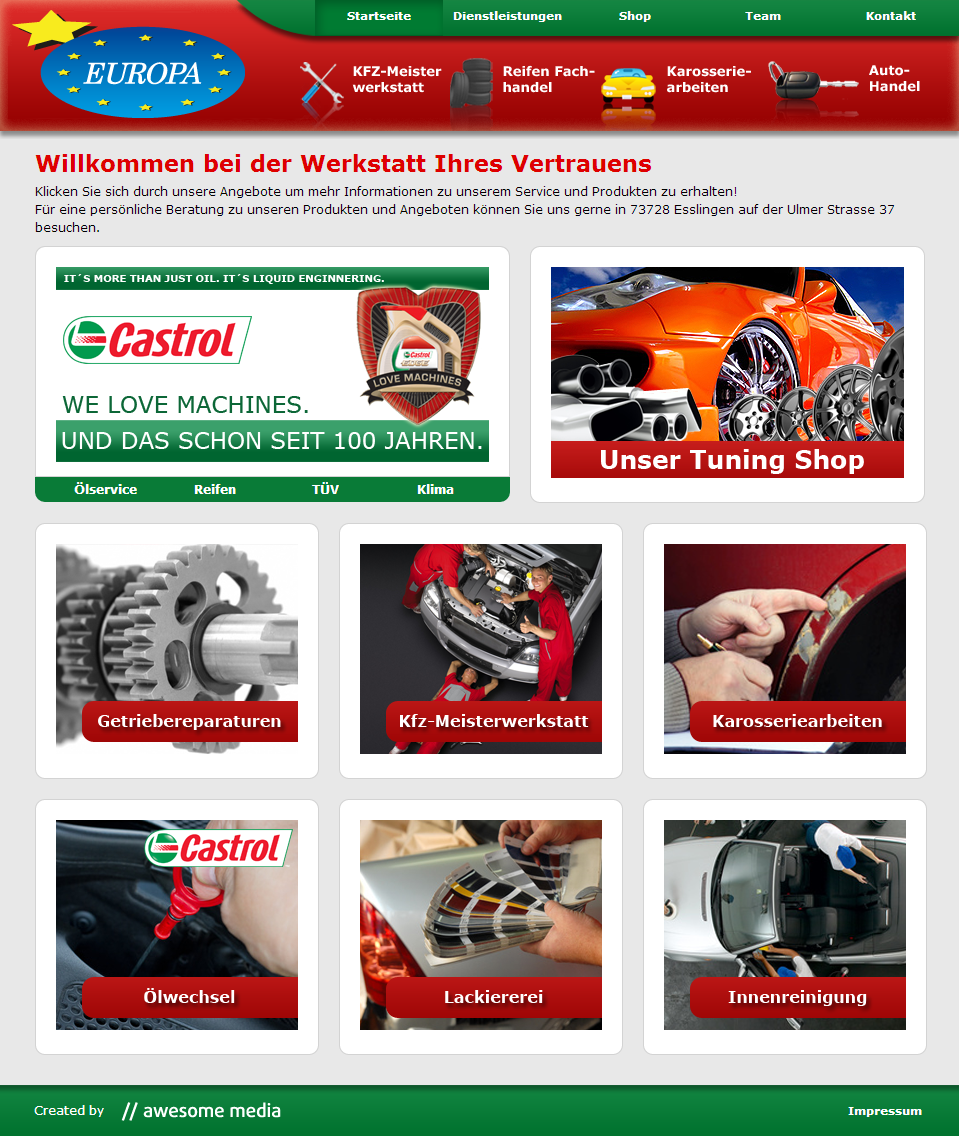 Startseite
Dienstleistungen
Shop
Team
Kontakt
EUROPA
KFZ-Meister
werkstatt
Reifen Fach-
handel
Karosserie-
arbeiten
Auto-
Handel
Willkommen bei der Werkstatt Ihres Vertrauens
Klicken Sie sich durch unsere Angebote um mehr Informationen zu unserem Service und Produkten zu erhalten!
Für eine persönliche Beratung zu unseren Produkten und Angeboten können Sie uns gerne in 73728 Esslingen auf der Ulmer Strasse 37
besuchen.
IT´S MORE THAN JUST OIL. IT´S LIQUID ENGINNERING.
Castrol
Castrol
EDGE
LOVE MACHINES
WE LOVE MACHINES.
UND DAS SCHON SEIT 100 JAHREN.
Ölservice
Reifen
TÜV
Klima
Unser Tuning Shop
Getriebereparaturen
Kfz-Meisterwerkstatt
Karosseriearbeiten
Castrol
Ölwechsel
Lackiererei
Innenreinigung
Created by // awesome media
Impressum